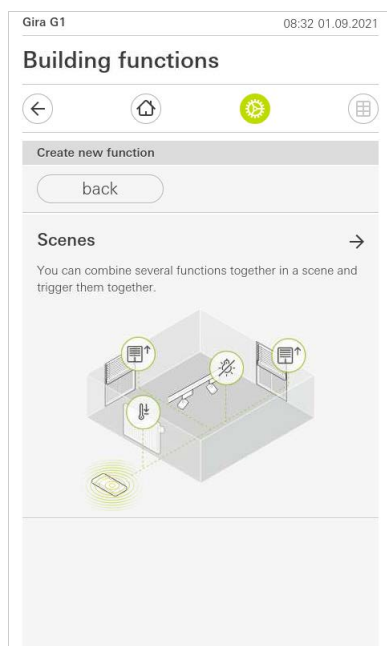 Gira G1 08:32 01.09.2021
Building functions
Create new function
back
Scenes
You can combine several functions together in a scene and
trigger them together.